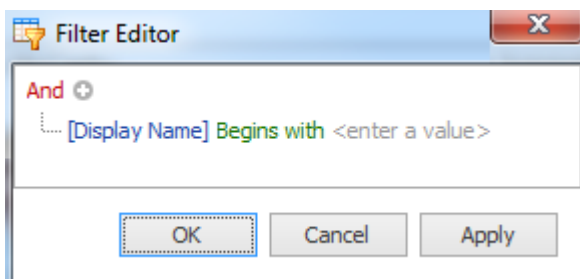 Filter Editor
And
[Display Name] Begins with <enter a value>
OK Cancel Apply